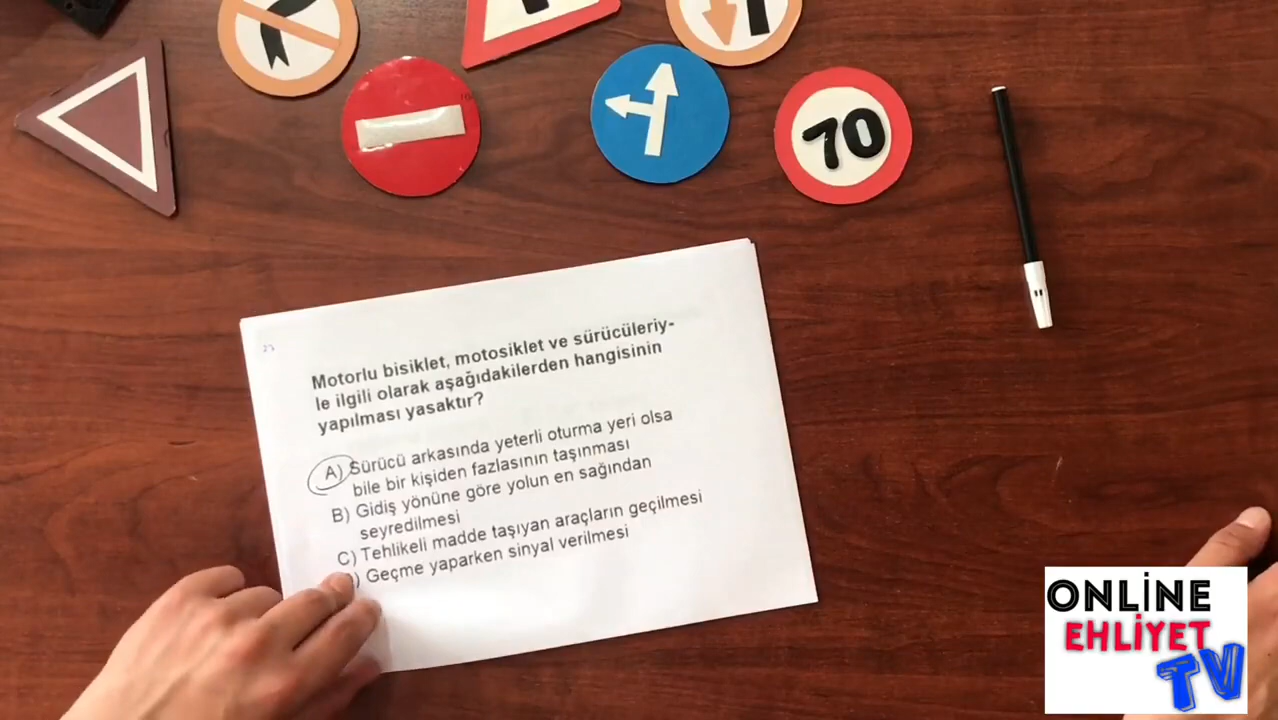 70
23
Motorlu bisiklet, motosiklet ve sürücüleriy-
le ilgili olarak aşağıdakilerden hangisinin
yapılması yasaktır?
A) Sürücü arkasında yeterli oturma yeri olsa
bile bir kişiden fazlasının taşınması
B) Gidiş yönüne göre yolun en sağından
seyredilmesi
C) Tehlikeli madde taşıyan araçların geçilmesi
) Geçme yaparken sinyal verilmesi
ONLİNE
EHLİYET
TV